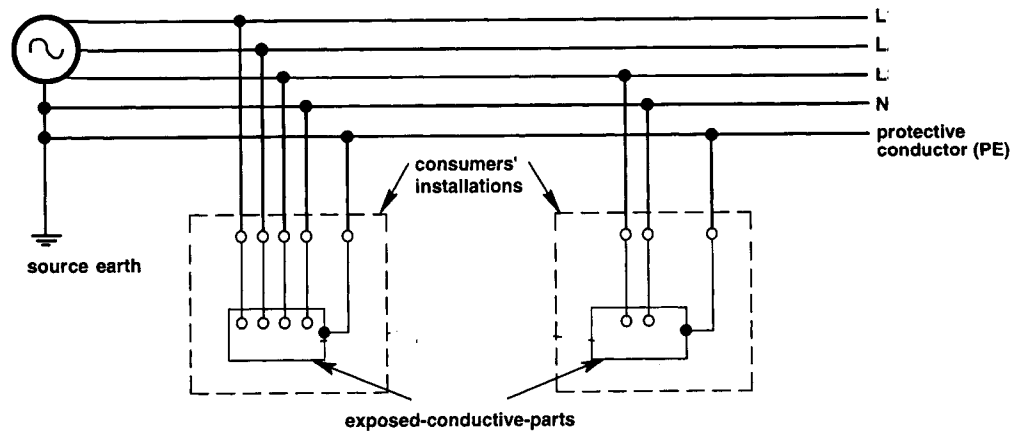 L
L
L
N
protective
conductor (PE)
consumers'
installations
source earth
exposed-conductive-parts